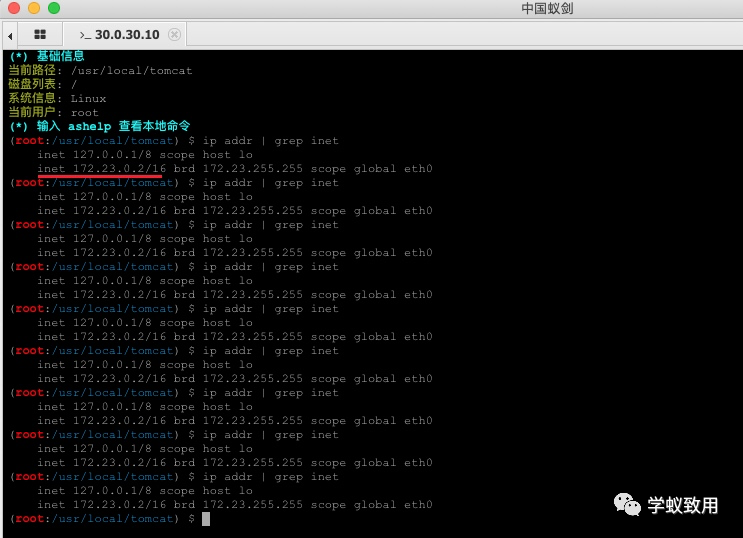 中国蚁剑
>_ 30.0.30.10
(*) 基础信息
当前路径: /usr/local/tomcat
磁盘列表: /
系统信息: Linux
当前用户: root
(*) 输入 ashelp 查看本地命令
(root:/usr/local/tomcat) $ ip addr | grep inet
inet 127.0.0.1/8 scope host lo
inet 172.23.0.2/16 brd 172.23.255.255 scope global eth0
(root:/usr/local/tomcat) $ ip addr | grep inet
inet 127.0.0.1/8 scope host lo
inet 172.23.0.2/16 brd 172.23.255.255 scope global eth0
(root:/usr/local/tomcat) $ ip addr | grep inet
inet 127.0.0.1/8 scope host lo
inet 172.23.0.2/16 brd 172.23.255.255 scope global eth0
(root:/usr/local/tomcat) $ ip addr | grep inet
inet 127.0.0.1/8 scope host lo
inet 172.23.0.2/16 brd 172.23.255.255 scope global eth0
(root:/usr/local/tomcat) $ ip addr | grep inet
inet 127.0.0.1/8 scope host lo
inet 172.23.0.2/16 brd 172.23.255.255 scope global eth0
(root:/usr/local/tomcat) $ ip addr | grep inet
inet 127.0.0.1/8 scope host lo
inet 172.23.0.2/16 brd 172.23.255.255 scope global eth0
(root:/usr/local/tomcat) $ ip addr | grep inet
inet 127.0.0.1/8 scope host lo
inet 172.23.0.2/16 brd 172.23.255.255 scope global eth0
(root:/usr/local/tomcat) $ ip addr | grep inet
inet 127.0.0.1/8 scope host lo
inet 172.23.0.2/16 brd 172.23.255.255 scope global eth0
(root:/usr/local/tomcat) $ ip addr | grep inet
inet 127.0.0.1/8 scope host lo
inet 172.23.0.2/16 brd 172.23.255.255 scope global eth0
(root:/usr/local/tomcat) $
学蚁致用